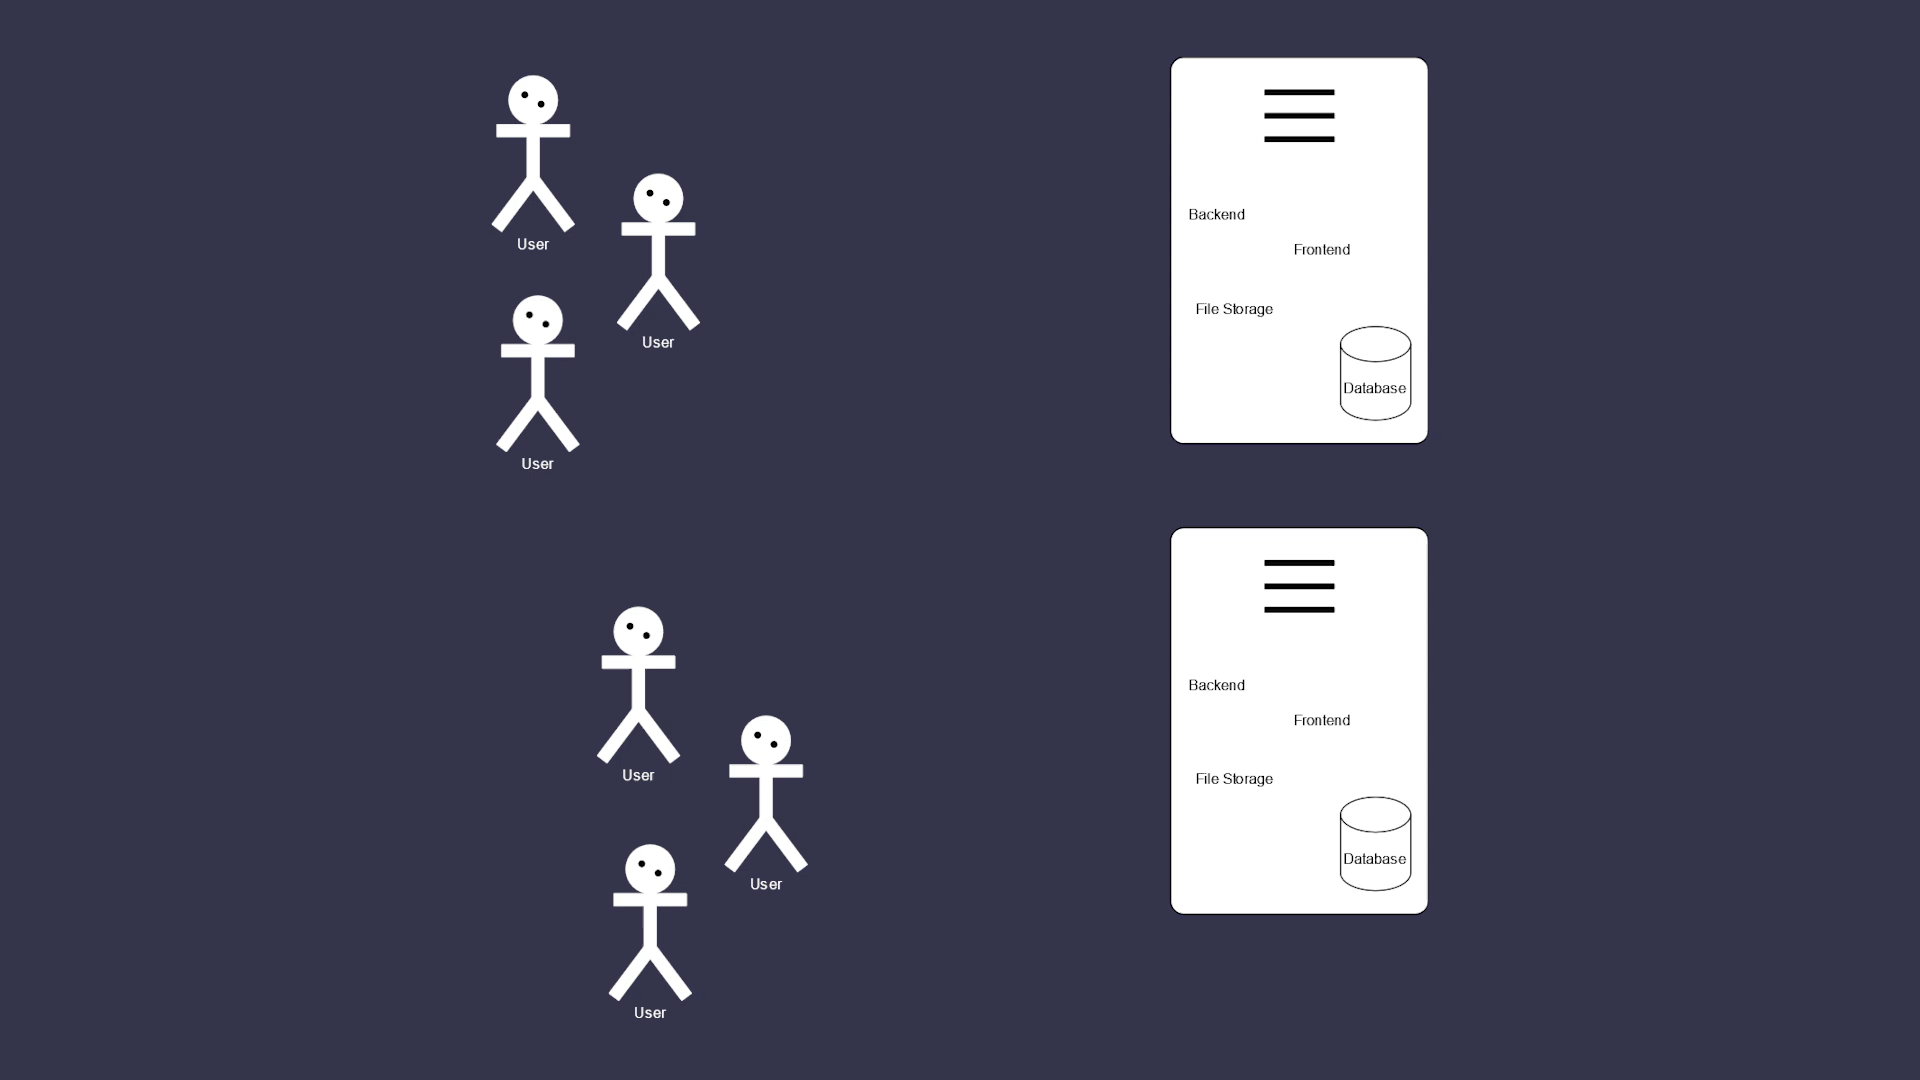 User
User
User
Backend
Frontend
File Storage
Database
User
User
User
Backend
Frontend
File Storage
Database